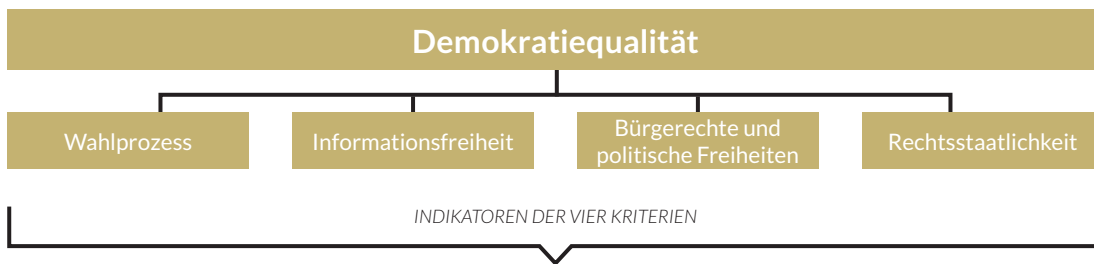 Demokratiequalität
Wahlprozess
Informationsfreiheit
Bürgerechte und
politische Freiheiten
Rechtsstaatlichkeit
INDIKATOREN DER VIER KRITERIEN